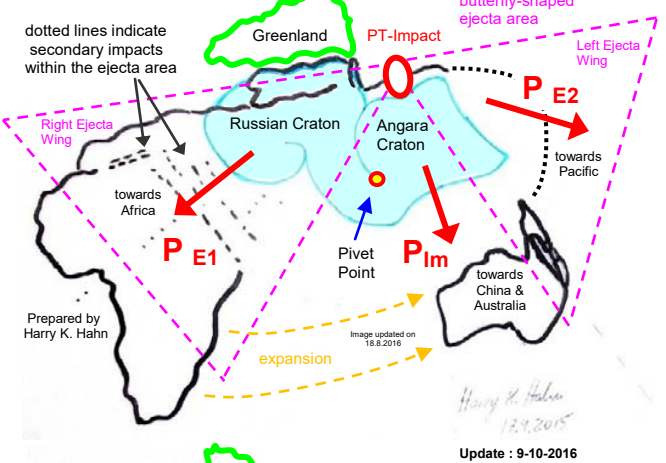 butterfly-shaped
ejecta area
dotted lines indicate
secondary impacts
within the ejecta area
Greenland
PT-Impact
Left Ejecta
Wing
P E2
Right Ejecta
Wing
Russian Craton
Angara
Craton
towards
Pacific
towards
Africa
P E1
Pivet
Point
PIm
towards
China &
Australia
Prepared by
Harry K. Hahn
Image updated on
18.8.2016
expansion
Harry K. Hahn
17.9.2015
Update : 9-10-2016